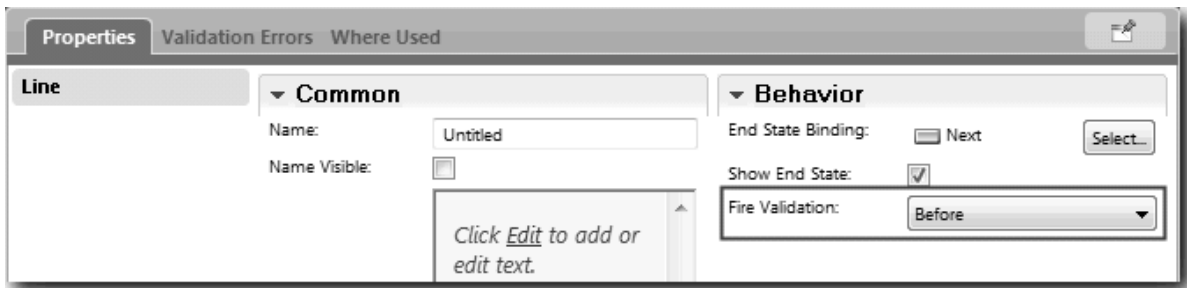 Properties Validation Errors Where Used
Line
Common
Name: Untitled
Name Visible:
Click Edit to add or
edit text.
Behavior
End State Binding: Next Select...
Show End State:
Fire Validation: Before